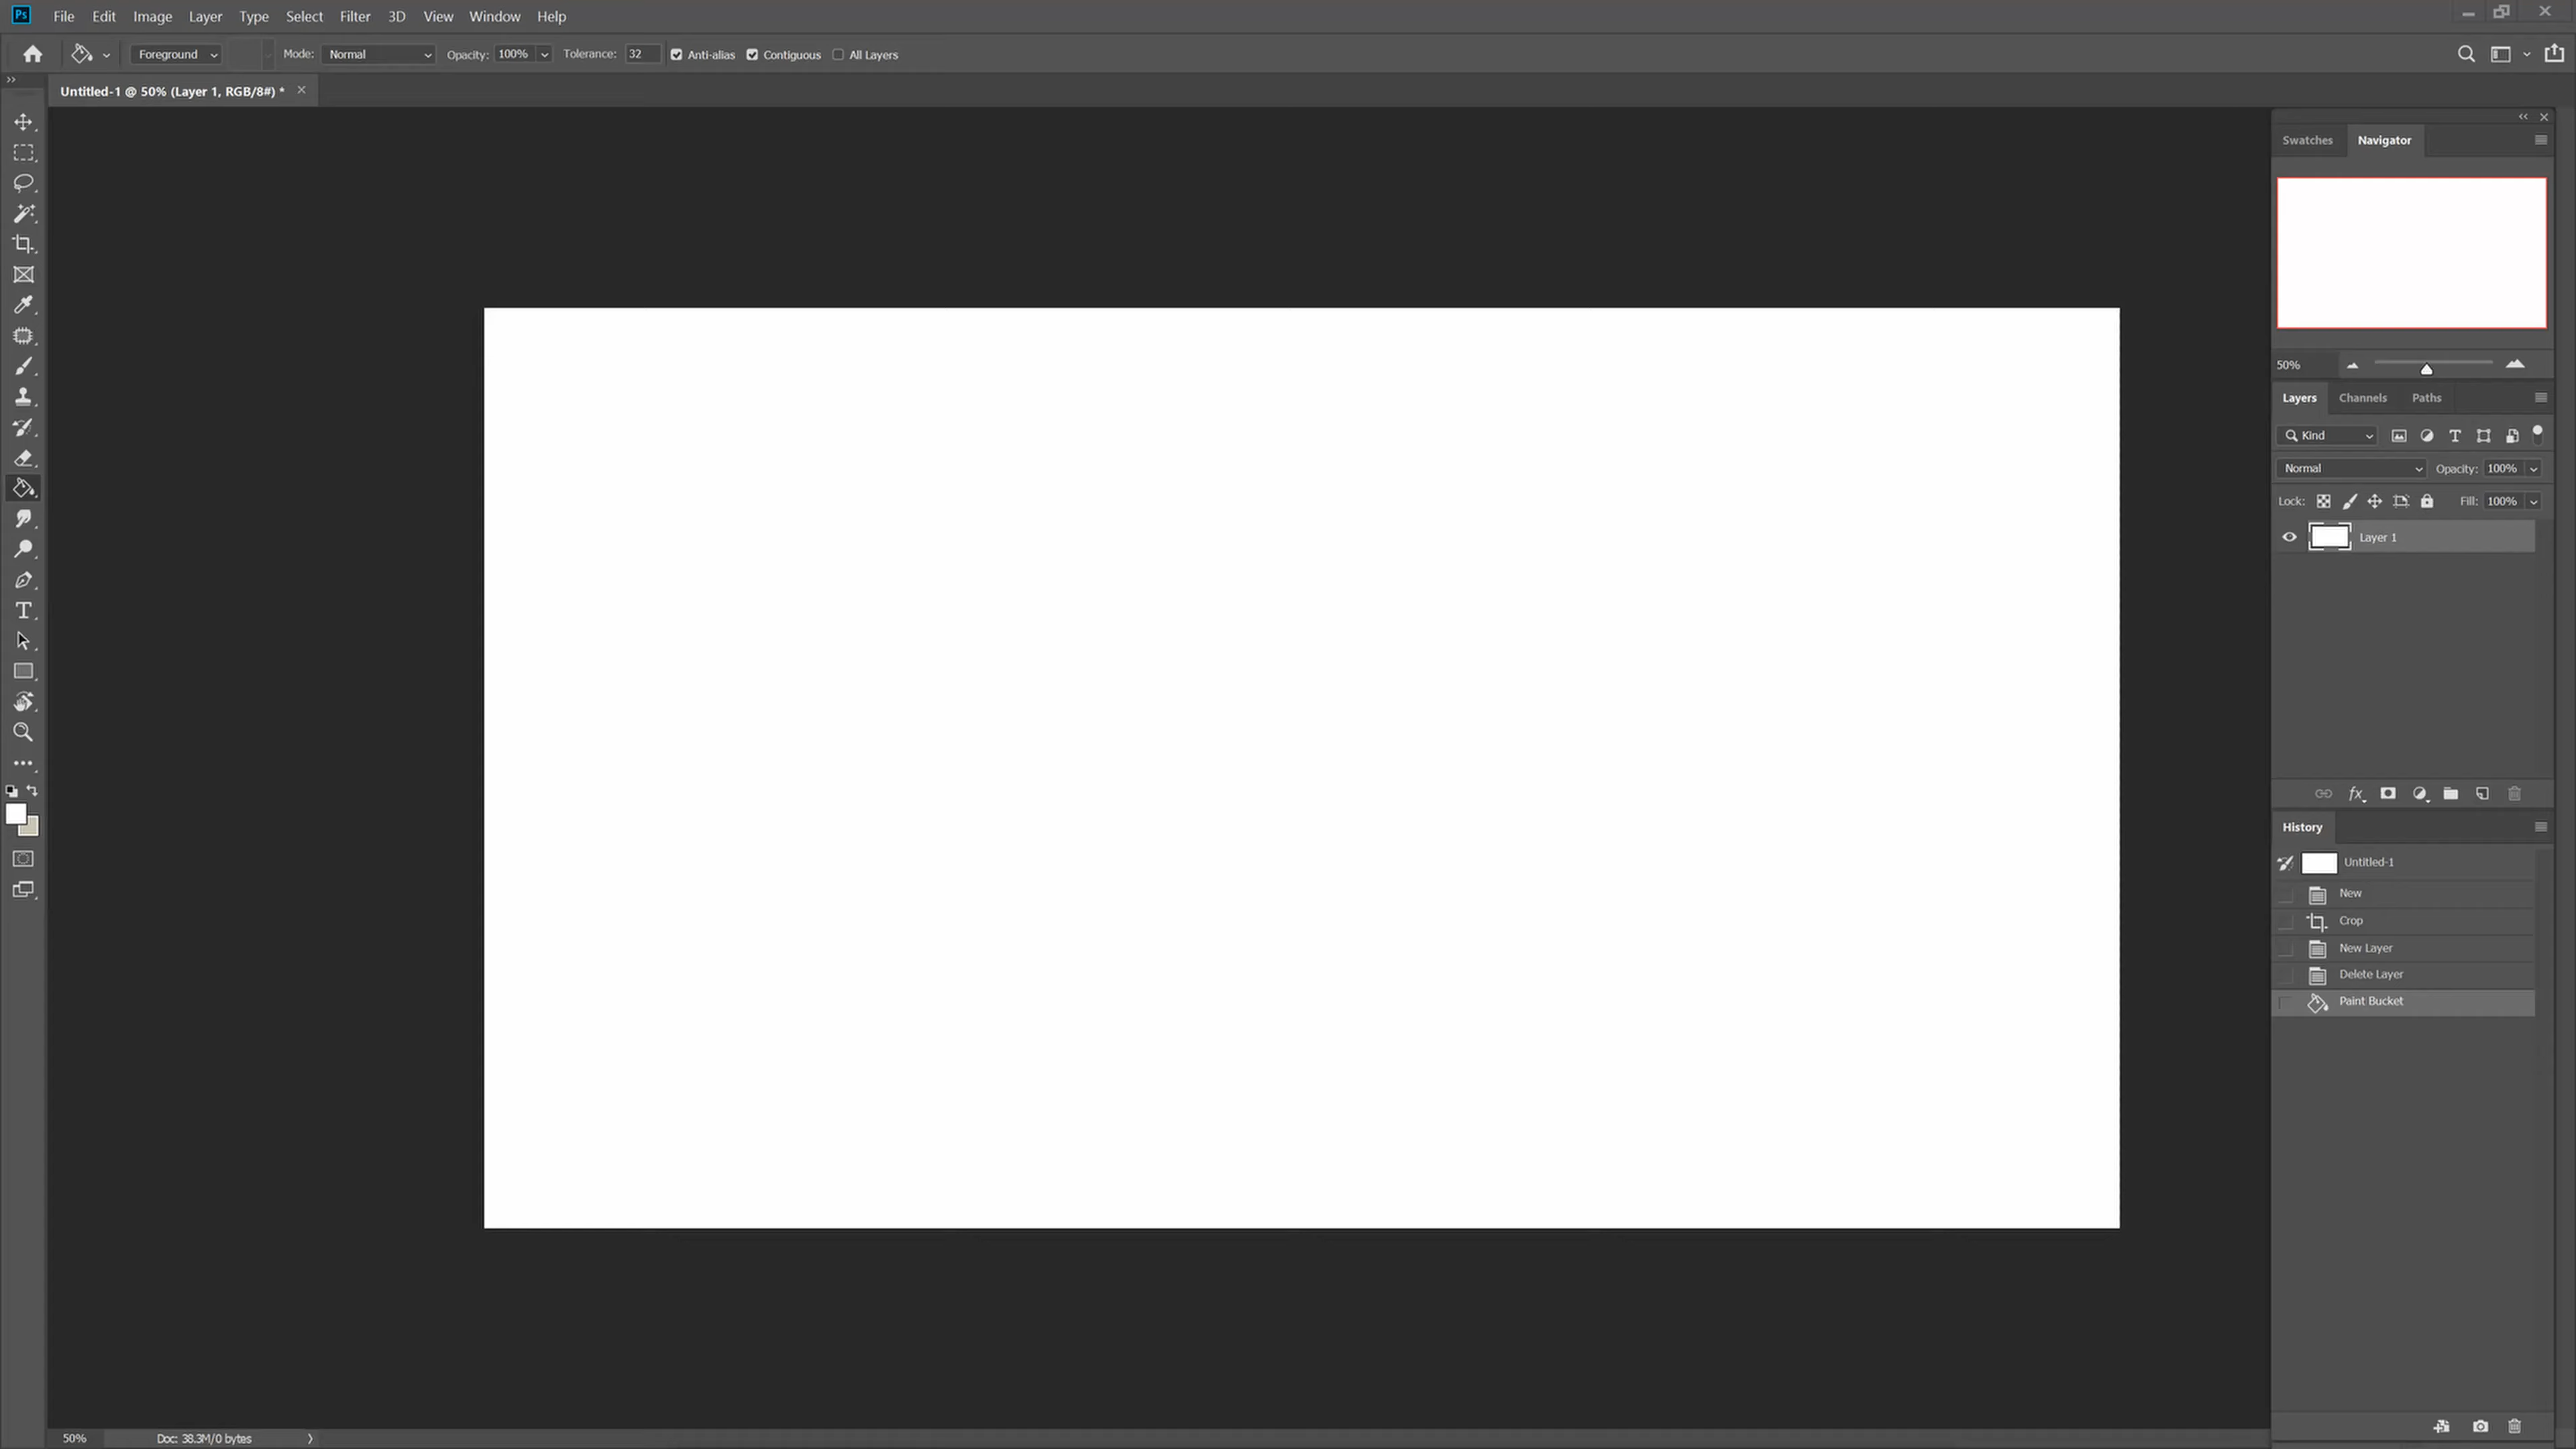 Ps File Edit Image Layer Type Select Filter 3D View Window Help
Foreground Mode: Normal Opacity: 100% Tolerance: 32 Anti-alias Contiguous All Layers
Untitled-1 @ 50% (Layer 1, RGB/8#) *
Swatches Navigator
50%
Layers Channels Paths
Kind
Normal Opacity: 100%
Lock: Fill: 100%
Layer 1
fx
History
Untitled-1
New
Crop
New Layer
Delete Layer
Paint Bucket
50% Doc: 38.3M/0 bytes